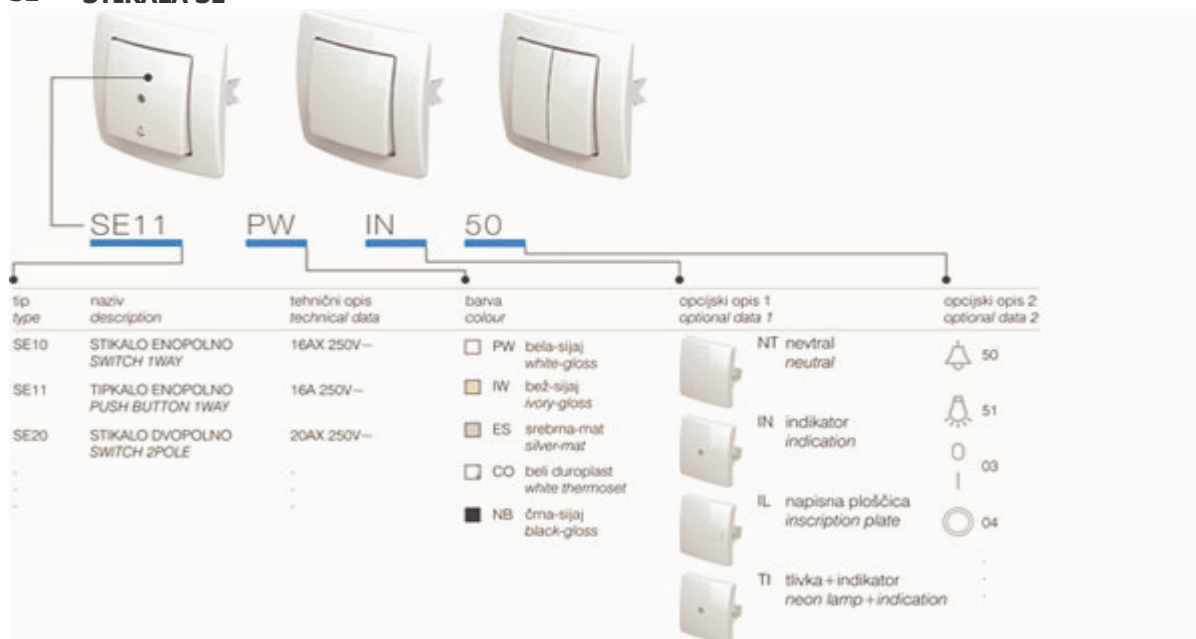 SE11 PW IN 50
tip naziv tehnični opis barva opcijski opis 1 opcijski opis 2
type description technical data colour optional data 1 optional data 2
SE10 STIKALO ENOPOLNO 16AX 250V~
SWITCH 1WAY
SE11 TIPKALO ENOPOLNO 16A 250V~
PUSH BUTTON 1WAY
SE20 STIKALO DVOPOLNO 20AX 250V~
SWITCH 2POLE
PW bela-sijaj
white-gloss
IW bež-sijaj
ivory-gloss
ES srebrna-mat
silver-mat
CO beli duroplast
white thermoset
NB črna-sijaj
black-gloss
NT nevtral
neutral
IN indikator
indication
IL napisna ploščica
inscription plate
TI tlivka+indikator
neon lamp+indication
50
51
03
04